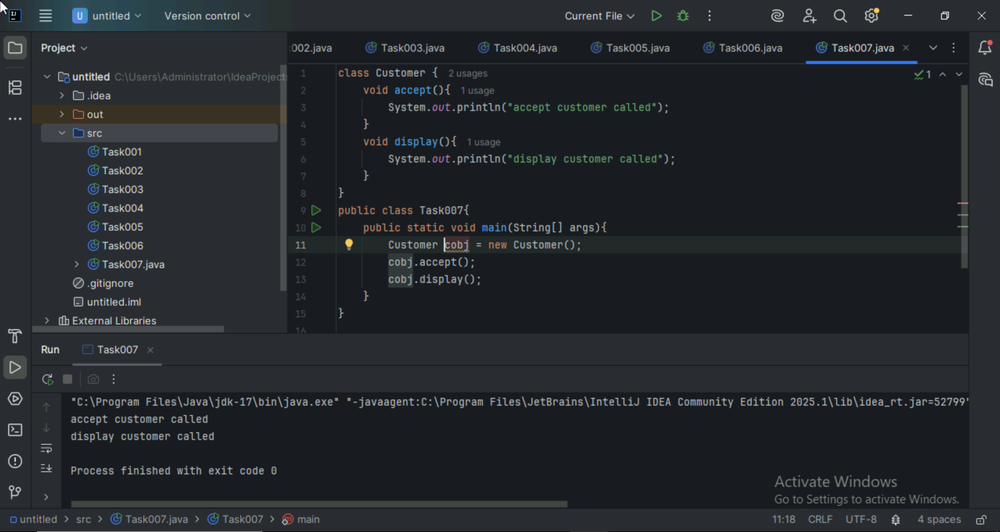 U untitled
Version control
Current File
Project
002.java
Task003.java
Task004.java
Task005.java
Task006.java
Task007.java
untitled C:\Users\Administrator\IdeaProject
.idea
out
src
Task001
Task002
Task003
Task004
Task005
Task006
Task007.java
.gitignore
untitled.iml
External Libraries
1 class Customer { 2 usages
2 void accept(){ 1 usage
3 System.out.println("accept customer called");
4 }
5 void display(){ 1 usage
6 System.out.println("display customer called");
7 }
8 }
9 public class Task007{
10 public static void main(String[] args){
11 Customer cobj = new Customer();
12 cobj.accept();
13 cobj.display();
14 }
15 }
16
1
Run
Task007
"C:\Program Files\Java\jdk-17\bin\java.exe" "-javaagent:C:\Program Files\JetBrains\IntelliJ IDEA Community Edition 2025.1\lib\idea_rt.jar=52799"
accept customer called
display customer called
Process finished with exit code 0
Activate Windows
Go to Settings to activate Windows.
untitled > src > Task007.java > Task007 > main
11:18 CRLF UTF-8 4 spaces